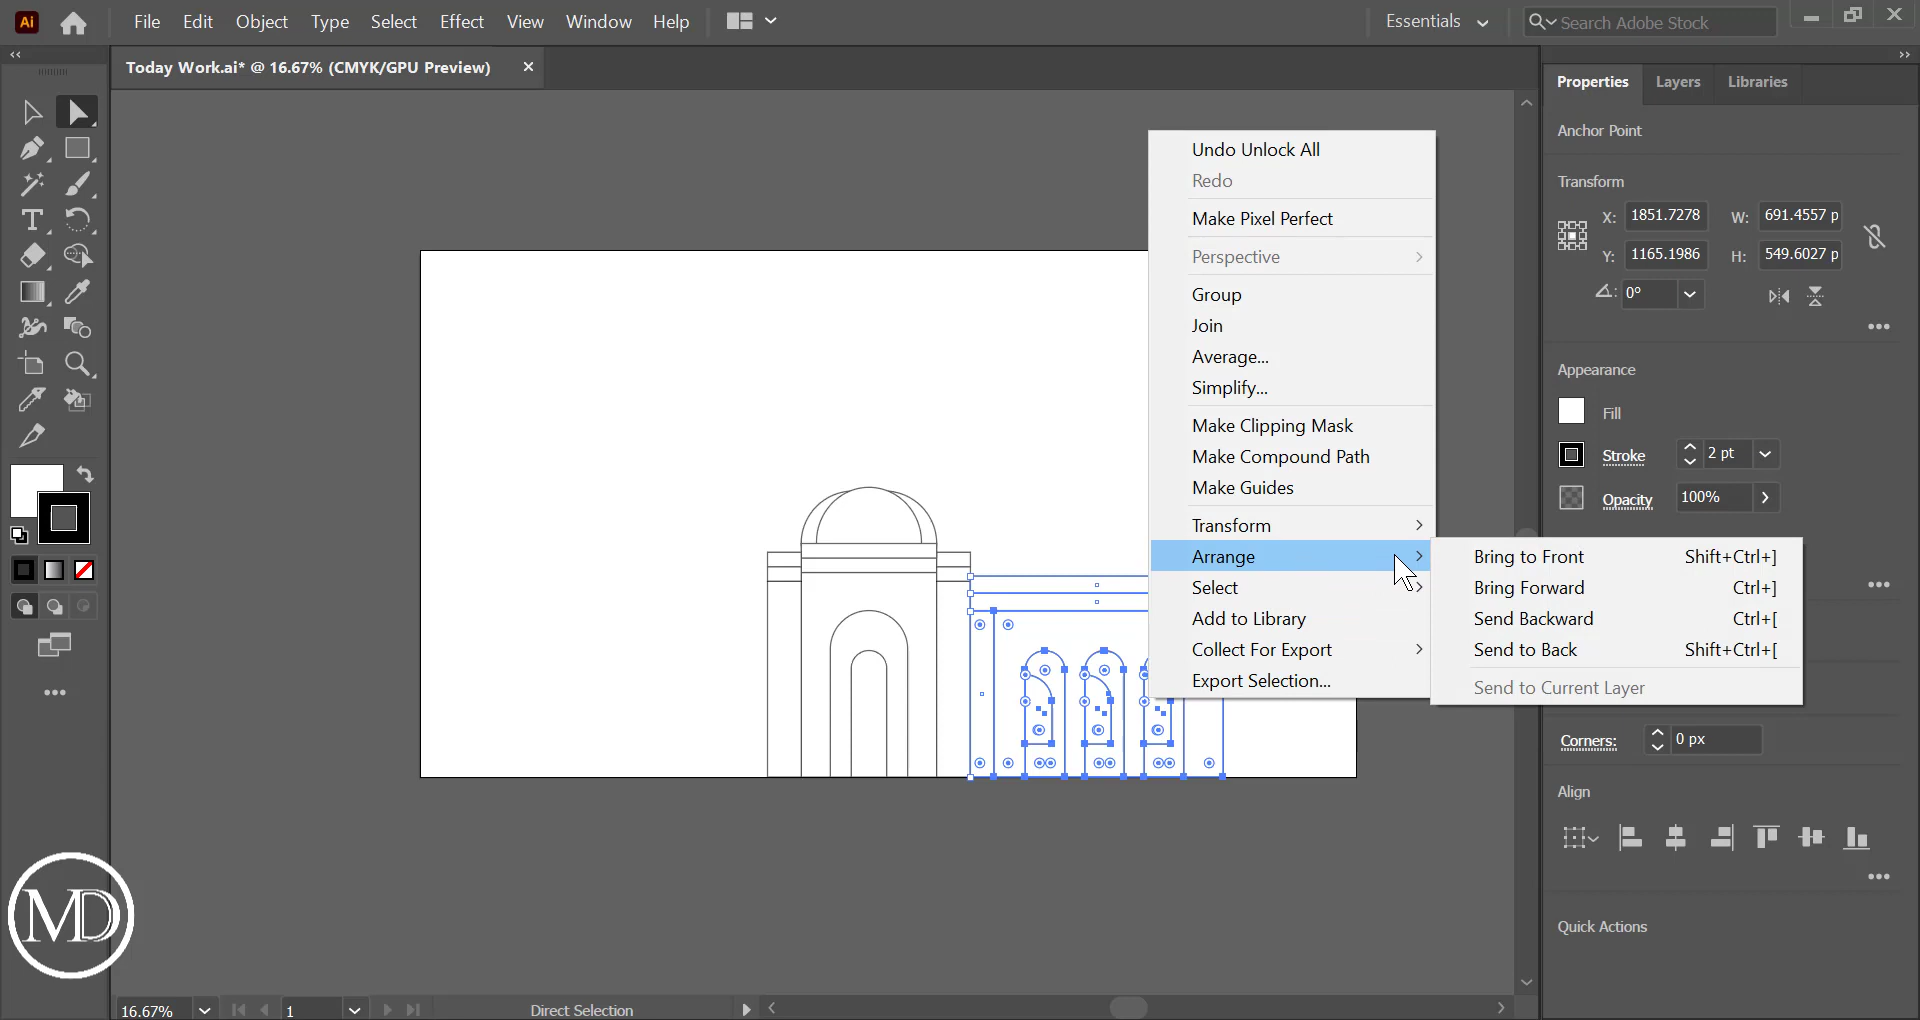 Ai
File Edit Object Type Select Effect View Window Help
Essentials
Search Adobe Stock
Today Work.ai* @ 16.67% (CMYK/GPU Preview) ×
Properties Layers Libraries
Anchor Point
Transform
X: 1851.7278 W: 691.4557 p
Y: 1165.1986 H: 549.6027 p
0°
Appearance
Fill
Stroke 2 pt
Opacity 100%
Corners: 0 px
Align
Quick Actions
Undo Unlock All
Redo
Make Pixel Perfect
Perspective
Group
Join
Average...
Simplify...
Make Clipping Mask
Make Compound Path
Make Guides
Transform
Arrange
Select
Add to Library
Collect For Export
Export Selection...
Bring to Front Shift+Ctrl+]
Bring Forward Ctrl+]
Send Backward Ctrl+[
Send to Back Shift+Ctrl+[
Send to Current Layer
MD
16.67% 1 Direct Selection